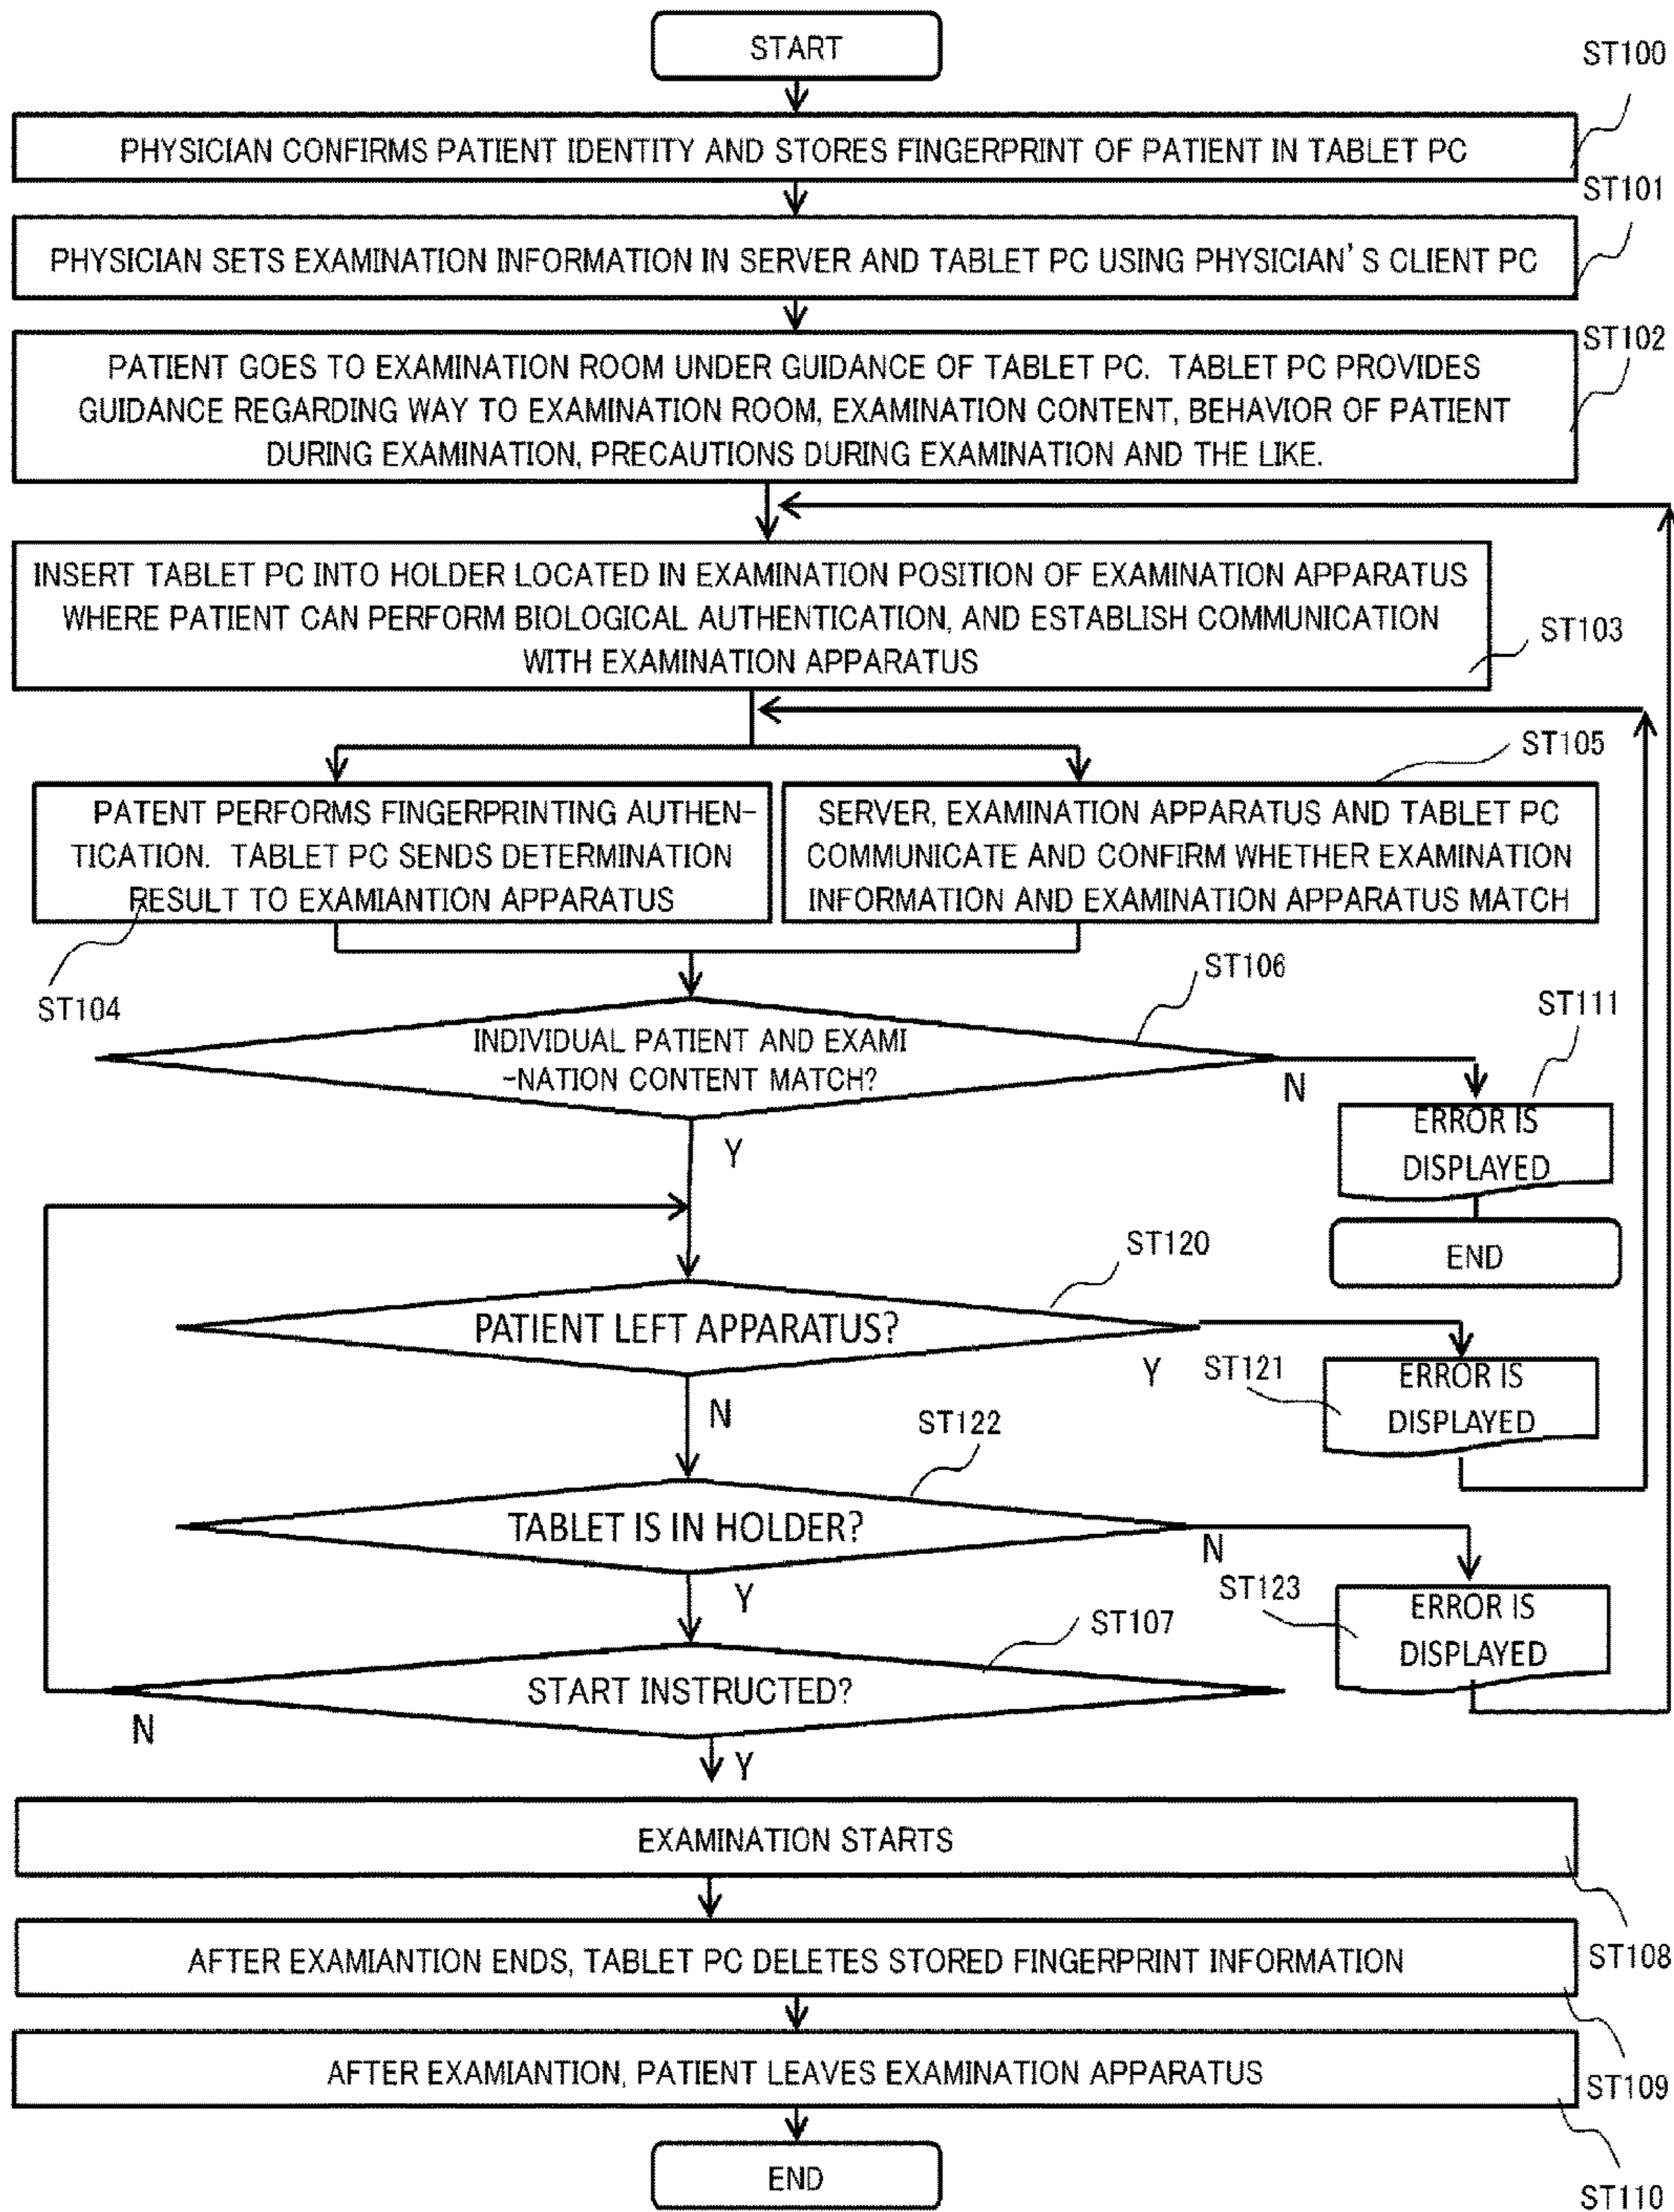 START
ST100
PHYSICIAN CONFIRMS PATIENT IDENTITY AND STORES FINGERPRINT OF PATIENT IN TABLET PC
ST101
PHYSICIAN SETS EXAMINATION INFORMATION IN SERVER AND TABLET PC USING PHYSICIAN'S CLIENT PC
ST102
PATIENT GOES TO EXAMINATION ROOM UNDER GUIDANCE OF TABLET PC. TABLET PC PROVIDES
GUIDANCE REGARDING WAY TO EXAMINATION ROOM, EXAMINATION CONTENT, BEHAVIOR OF PATIENT
DURING EXAMINATION, PRECAUTIONS DURING EXAMINATION AND THE LIKE.
INSERT TABLET PC INTO HOLDER LOCATED IN EXAMINATION POSITION OF EXAMINATION APPARATUS
WHERE PATIENT CAN PERFORM BIOLOGICAL AUTHENTICATION, AND ESTABLISH COMMUNICATION
WITH EXAMINATION APPARATUS
ST103
ST105
PATENT PERFORMS FINGERPRINTING AUTHEN-
TICATION. TABLET PC SENDS DETERMINATION
RESULT TO EXAMIANTION APPARATUS
SERVER, EXAMINATION APPARATUS AND TABLET PC
COMMUNICATE AND CONFIRM WHETHER EXAMINATION
INFORMATION AND EXAMINATION APPARATUS MATCH
ST104
ST106
INDIVIDUAL PATIENT AND EXAMI
-NATION CONTENT MATCH?
N
Y
ST111
ERROR IS
DISPLAYED
END
ST120
PATIENT LEFT APPARATUS?
Y
N
ST121
ERROR IS
DISPLAYED
ST122
TABLET IS IN HOLDER?
N
Y
ST123
ERROR IS
DISPLAYED
ST107
START INSTRUCTED?
N
Y
EXAMINATION STARTS
ST108
AFTER EXAMIANTION ENDS, TABLET PC DELETES STORED FINGERPRINT INFORMATION
ST109
AFTER EXAMIANTION, PATIENT LEAVES EXAMINATION APPARATUS
ST110
END